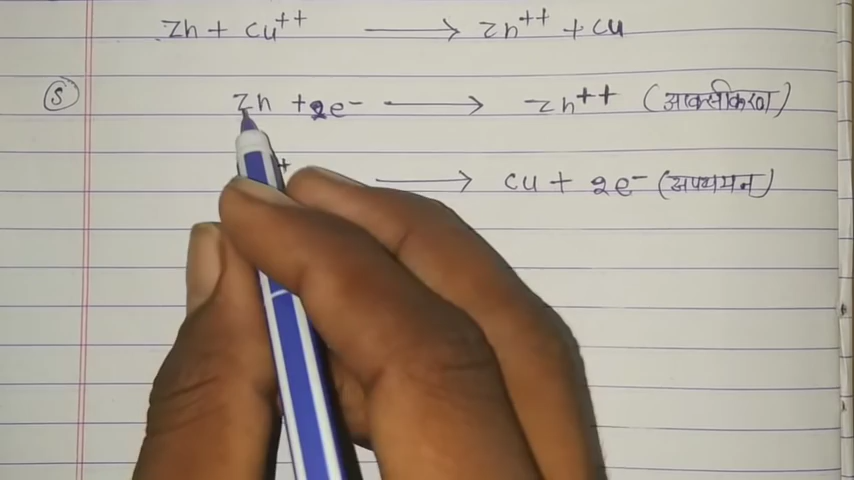 Zn + Cu++ → Zn++ + Cu
(5) Zn + 2e- → Zn++ (आक्सीकरण)
+ → Cu + 2e- (अपचयन)